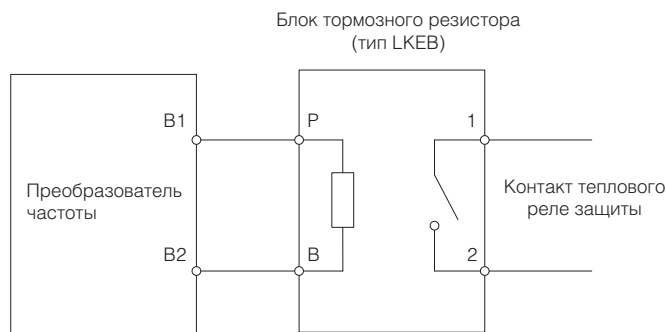 Блок тормозного резистора
(тип LKEB)
B1
P
1
Преобразователь
частоты
Контакт теплового
реле защиты
B2
B
2